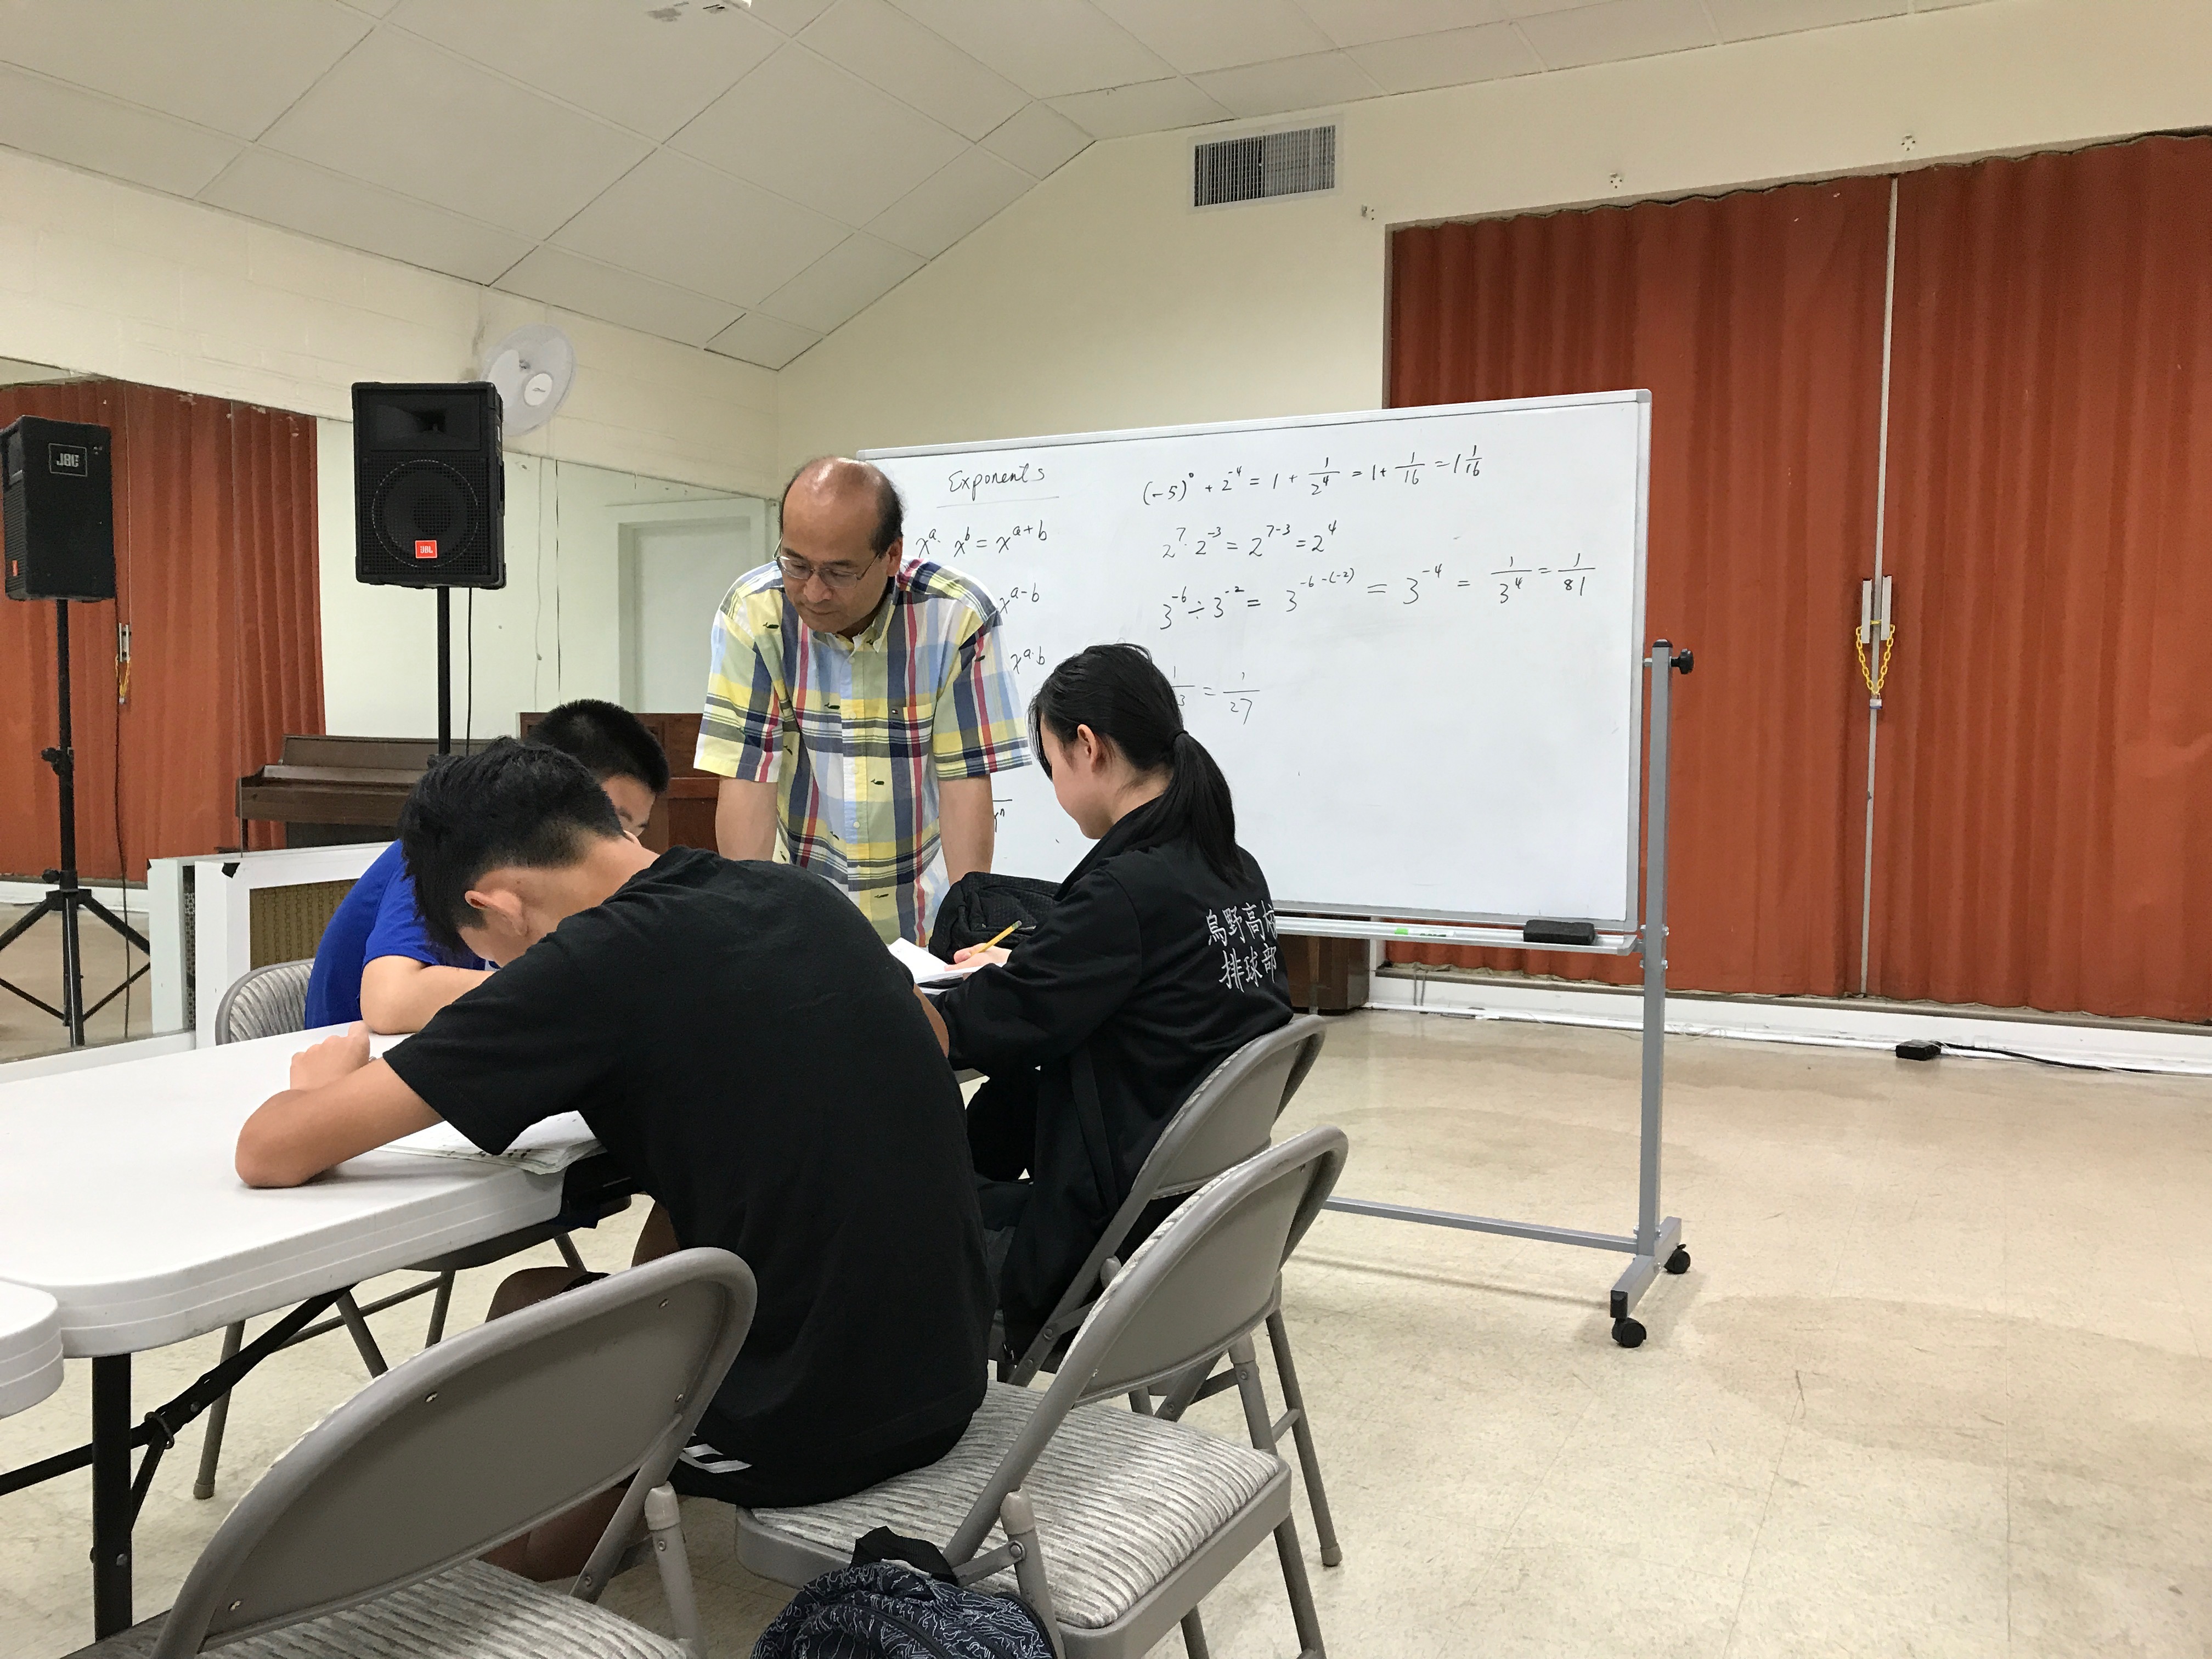 Exponents
xᵃ· xᵇ = xᵃ⁺ᵇ
xᵃ⁻ᵇ
xᵃ·ᵇ
(-5)⁰ + 2⁻⁴ = 1 + 1/2⁴ = 1 + 1/16 = 1 1/16
2⁷· 2⁻³ = 2⁷⁻³ = 2⁴
3⁻⁶ ÷ 3⁻² = 3⁻⁶⁻⁽⁻²⁾ = 3⁻⁴ = 1/3⁴ = 1/81
= 1/27
烏野高校
排球部
JBL